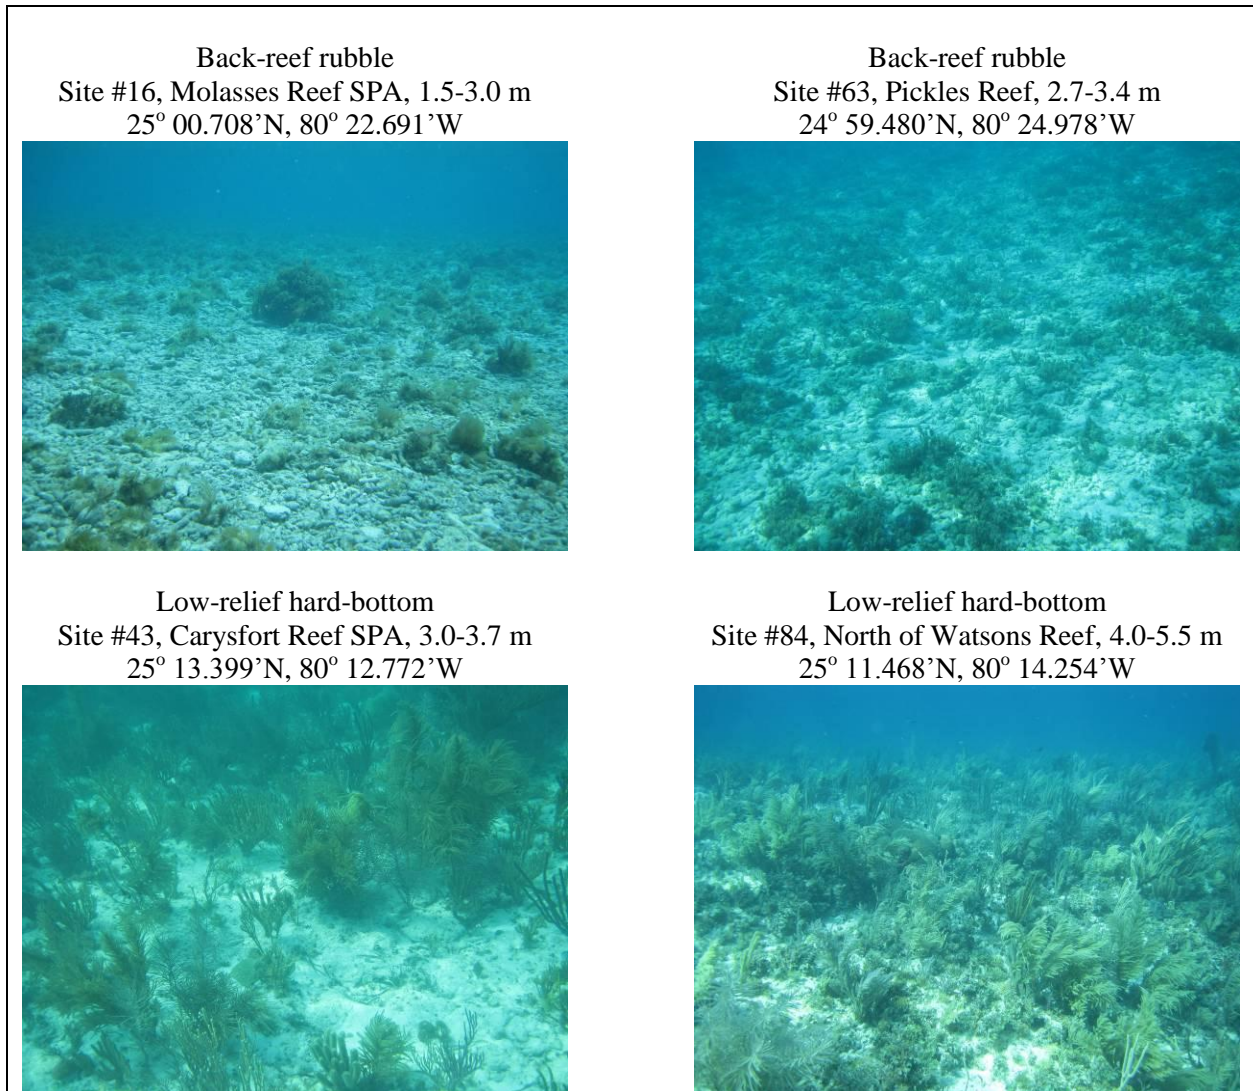 Back-reef rubble
Site #16, Molasses Reef SPA, 1.5-3.0 m
25° 00.708’N, 80° 22.691’W
Back-reef rubble
Site #63, Pickles Reef, 2.7-3.4 m
24° 59.480’N, 80° 24.978’W
Low-relief hard-bottom
Site #43, Carysfort Reef SPA, 3.0-3.7 m
25° 13.399’N, 80° 12.772’W
Low-relief hard-bottom
Site #84, North of Watsons Reef, 4.0-5.5 m
25° 11.468’N, 80° 14.254’W